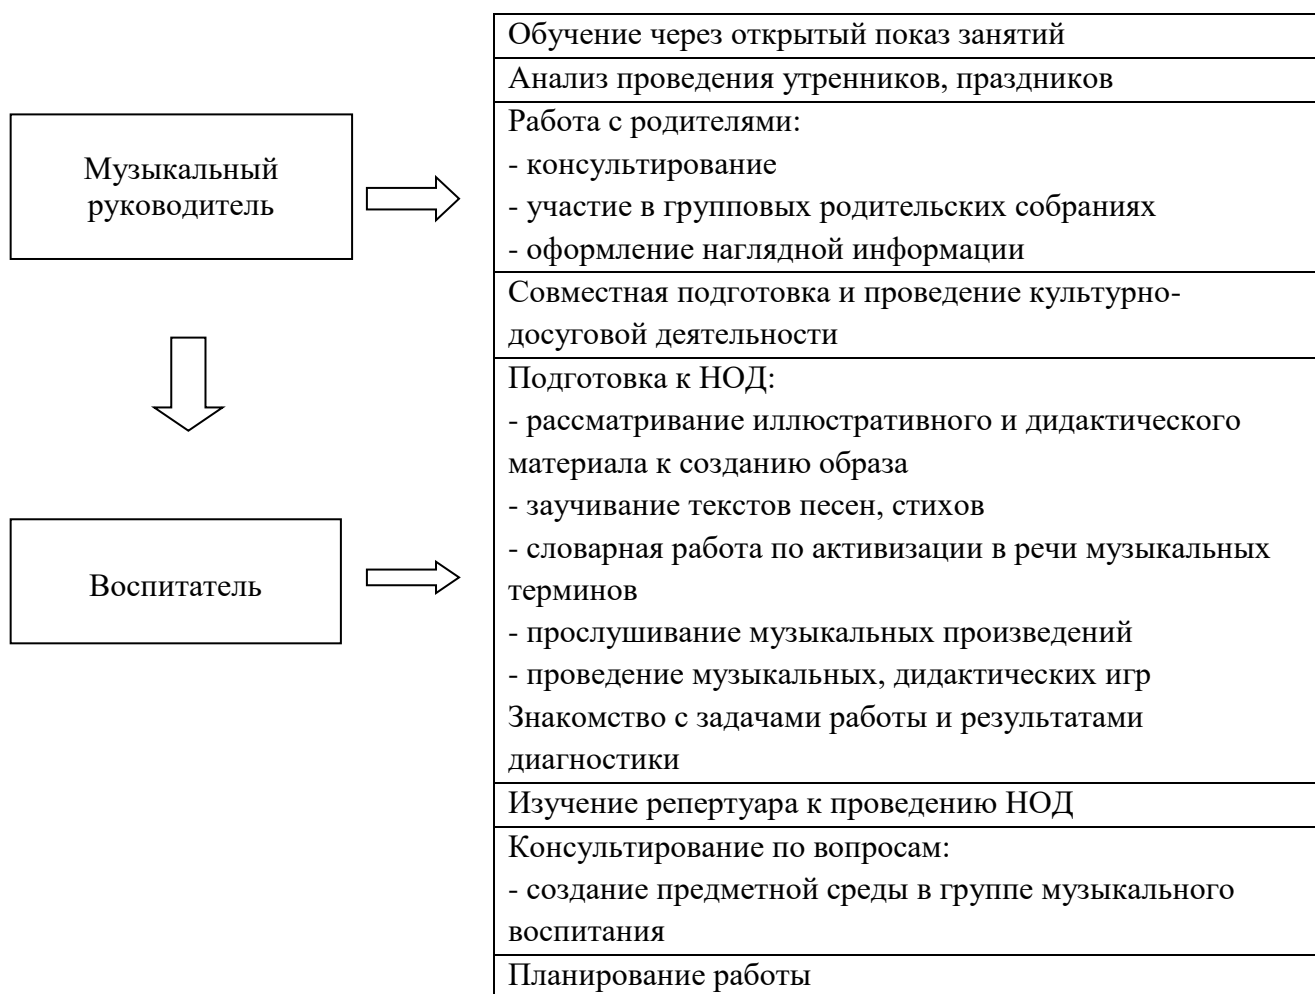 Музыкальный
руководитель
Воспитатель
Обучение через открытый показ занятий
Анализ проведения утренников, праздников
Работа с родителями:
- консультирование
- участие в групповых родительских собраниях
- оформление наглядной информации
Совместная подготовка и проведение культурно-
досуговой деятельности
Подготовка к НОД:
- рассматривание иллюстративного и дидактического
материала к созданию образа
- заучивание текстов песен, стихов
- словарная работа по активизации в речи музыкальных
терминов
- прослушивание музыкальных произведений
- проведение музыкальных, дидактических игр
Знакомство с задачами работы и результатами
диагностики
Изучение репертуара к проведению НОД
Консультирование по вопросам:
- создание предметной среды в группе музыкального
воспитания
Планирование работы